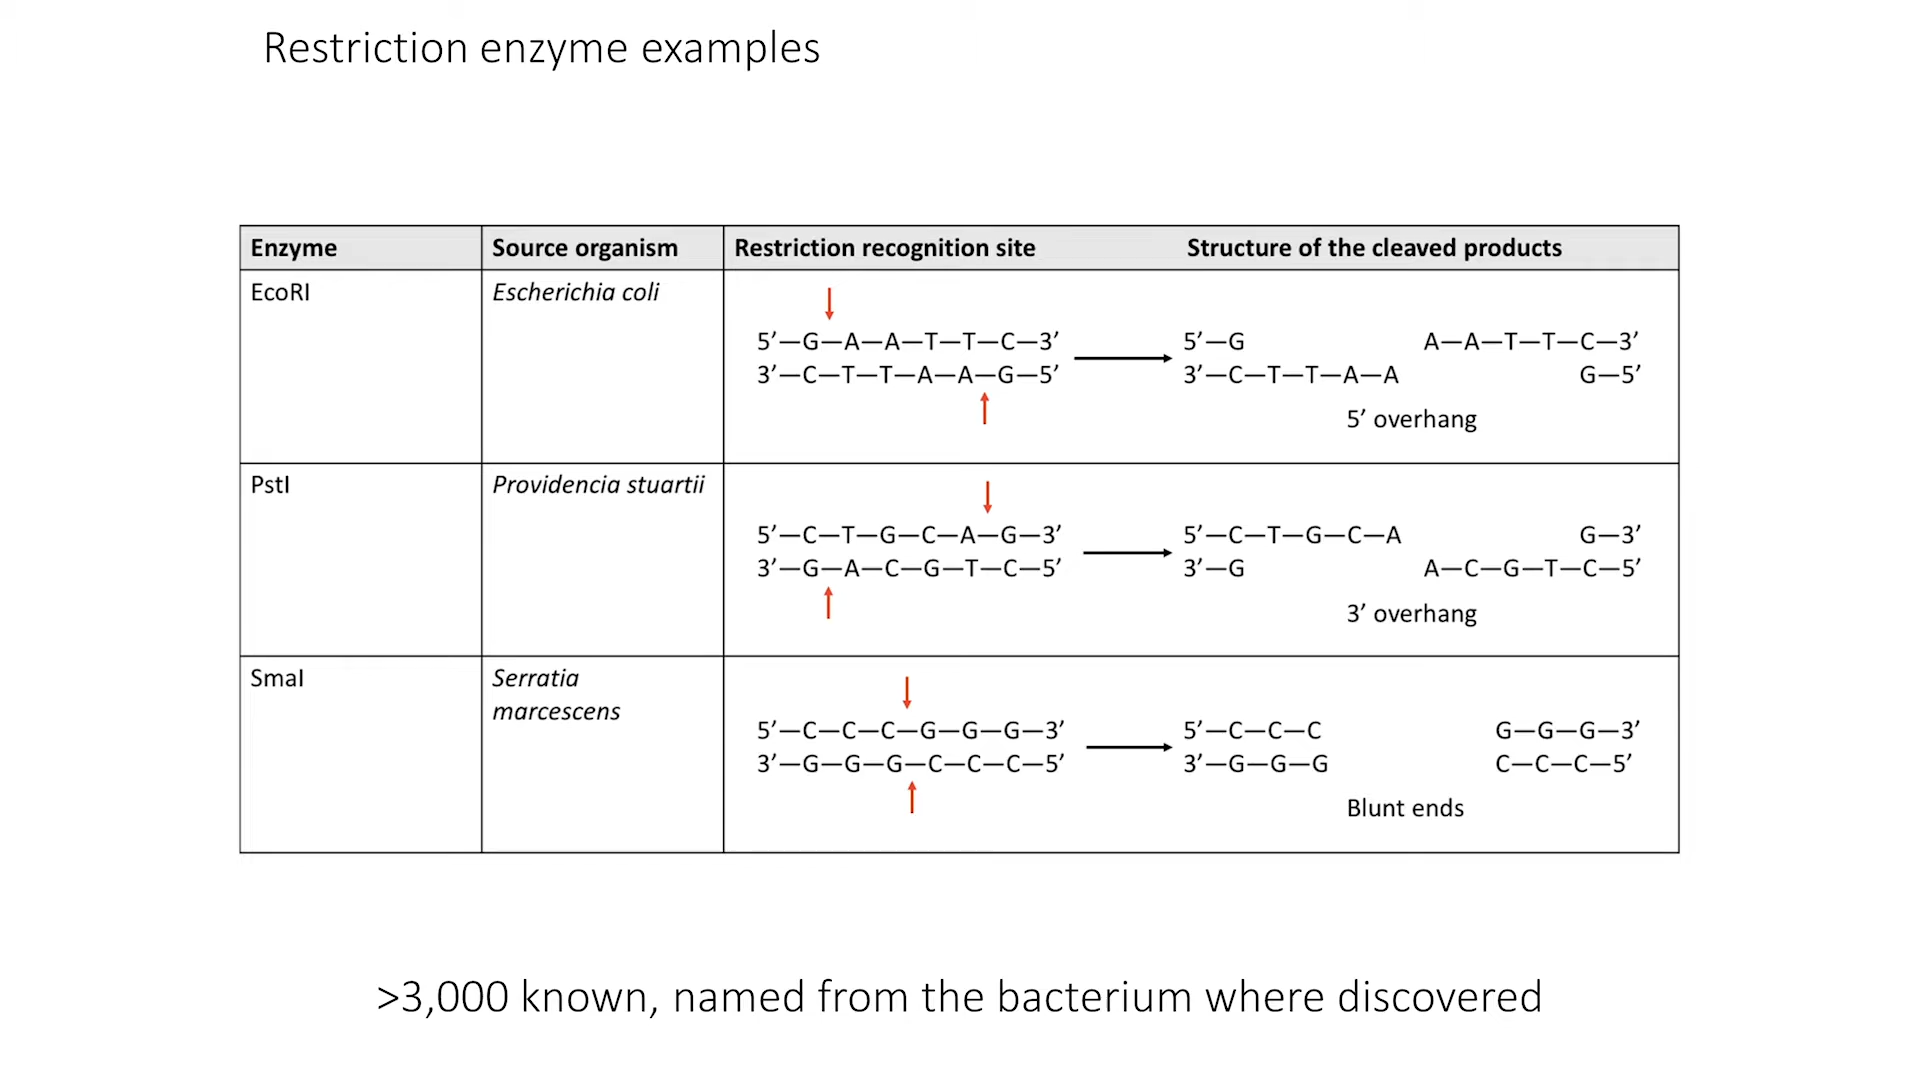 Restriction enzyme examples
Enzyme Source organism Restriction recognition site Structure of the cleaved products
EcoRI Escherichia coli
5’—G—A—A—T—T—C—3’ 5’—G A—A—T—T—C—3’
3’—C—T—T—A—A—G—5’ 3’—C—T—T—A—A G—5’
5’ overhang
PstI Providencia stuartii
5’—C—T—G—C—A—G—3’ 5’—C—T—G—C—A G—3’
3’—G—A—C—G—T—C—5’ 3’—G A—C—G—T—C—5’
3’ overhang
SmaI Serratia
marcescens
5’—C—C—C—G—G—G—3’ 5’—C—C—C G—G—G—3’
3’—G—G—G—C—C—C—5’ 3’—G—G—G C—C—C—5’
Blunt ends
>3,000 known, named from the bacterium where discovered